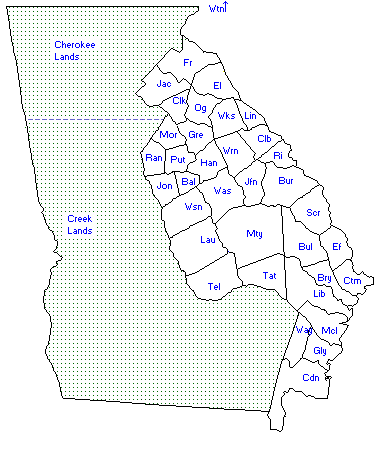 Wtn↑
Cherokee
Lands
Fr
Jac
El
Clk
Og
Wks
Lin
Mor
Gre
Clb
Wrn
Ran
Put
Han
Ri
Jon
Bal
Was
Jfn
Bur
Wsn
Scr
Creek
Lands
Mty
Lau
Bul
Ef
Tat
Bry
Ctm
Tel
Lib
Way
Mcl
Gly
Cdn